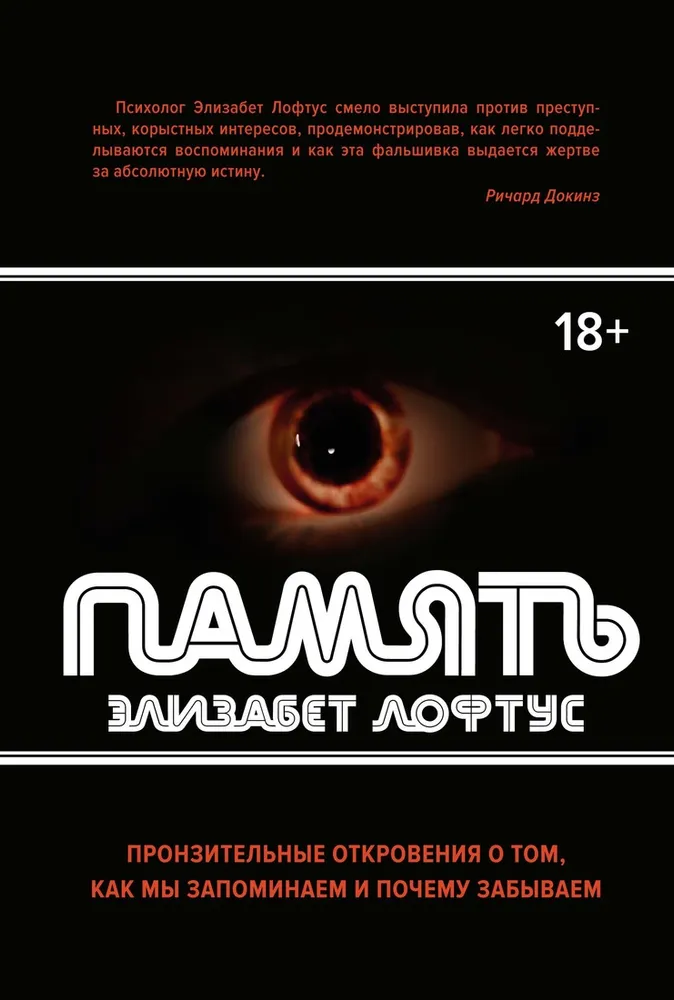 Психолог Элизабет Лофтус смело выступила против преступ-
ных, корыстных интересов, продемонстрировав, как легко подде-
лываются воспоминания и как эта фальшивка выдается жертве
за абсолютную истину.
Ричард Докинз
18+
ПАМЯТЬ
ЭЛИЗАБЕТ ЛОФТУС
ПРОНЗИТЕЛЬНЫЕ ОТКРОВЕНИЯ О ТОМ,
КАК МЫ ЗАПОМИНАЕМ И ПОЧЕМУ ЗАБЫВАЕМ